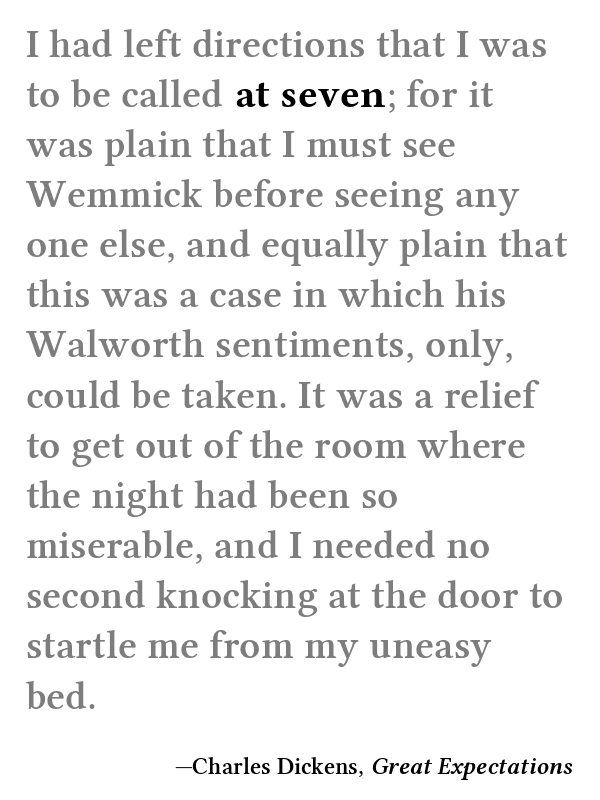 I had left directions that I was
to be called at seven; for it
was plain that I must see
Wemmick before seeing any
one else, and equally plain that
this was a case in which his
Walworth sentiments, only,
could be taken. It was a relief
to get out of the room where
the night had been so
miserable, and I needed no
second knocking at the door to
startle me from my uneasy
bed.
—Charles Dickens, Great Expectations